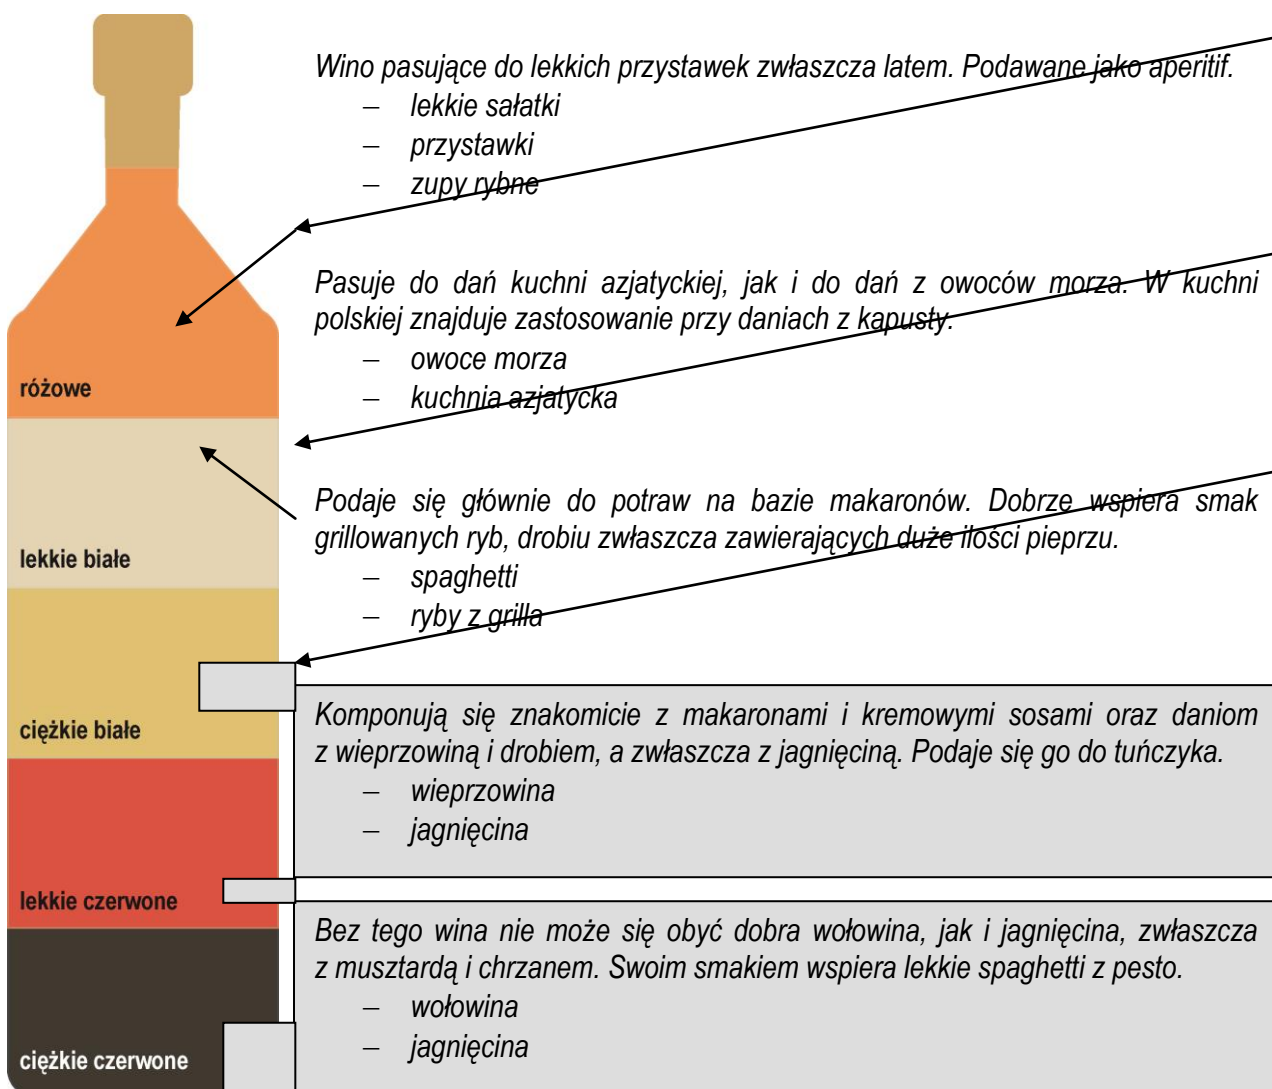 Wino pasujące do lekkich przystawek zwłaszcza latem. Podawane jako aperitif.
– lekkie sałatki
– przystawki
– zupy rybne
różowe
Pasuje do dań kuchni azjatyckiej, jak i do dań z owoców morza. W kuchni
polskiej znajduje zastosowanie przy daniach z kapusty.
– owoce morza
– kuchnia azjatycka
lekkie białe
Podaje się głównie do potraw na bazie makaronów. Dobrze wspiera smak
grillowanych ryb, drobiu zwłaszcza zawierających duże ilości pieprzu.
– spaghetti
– ryby z grilla
ciężkie białe
Komponują się znakomicie z makaronami i kremowymi sosami oraz daniom
z wieprzowiną i drobiem, a zwłaszcza z jagnięciną. Podaje się go do tuńczyka.
– wieprzowina
– jagnięcina
lekkie czerwone
Bez tego wina nie może się obyć dobra wołowina, jak i jagnięcina, zwłaszcza
z musztardą i chrzanem. Swoim smakiem wspiera lekkie spaghetti z pesto.
– wołowina
– jagnięcina
ciężkie czerwone